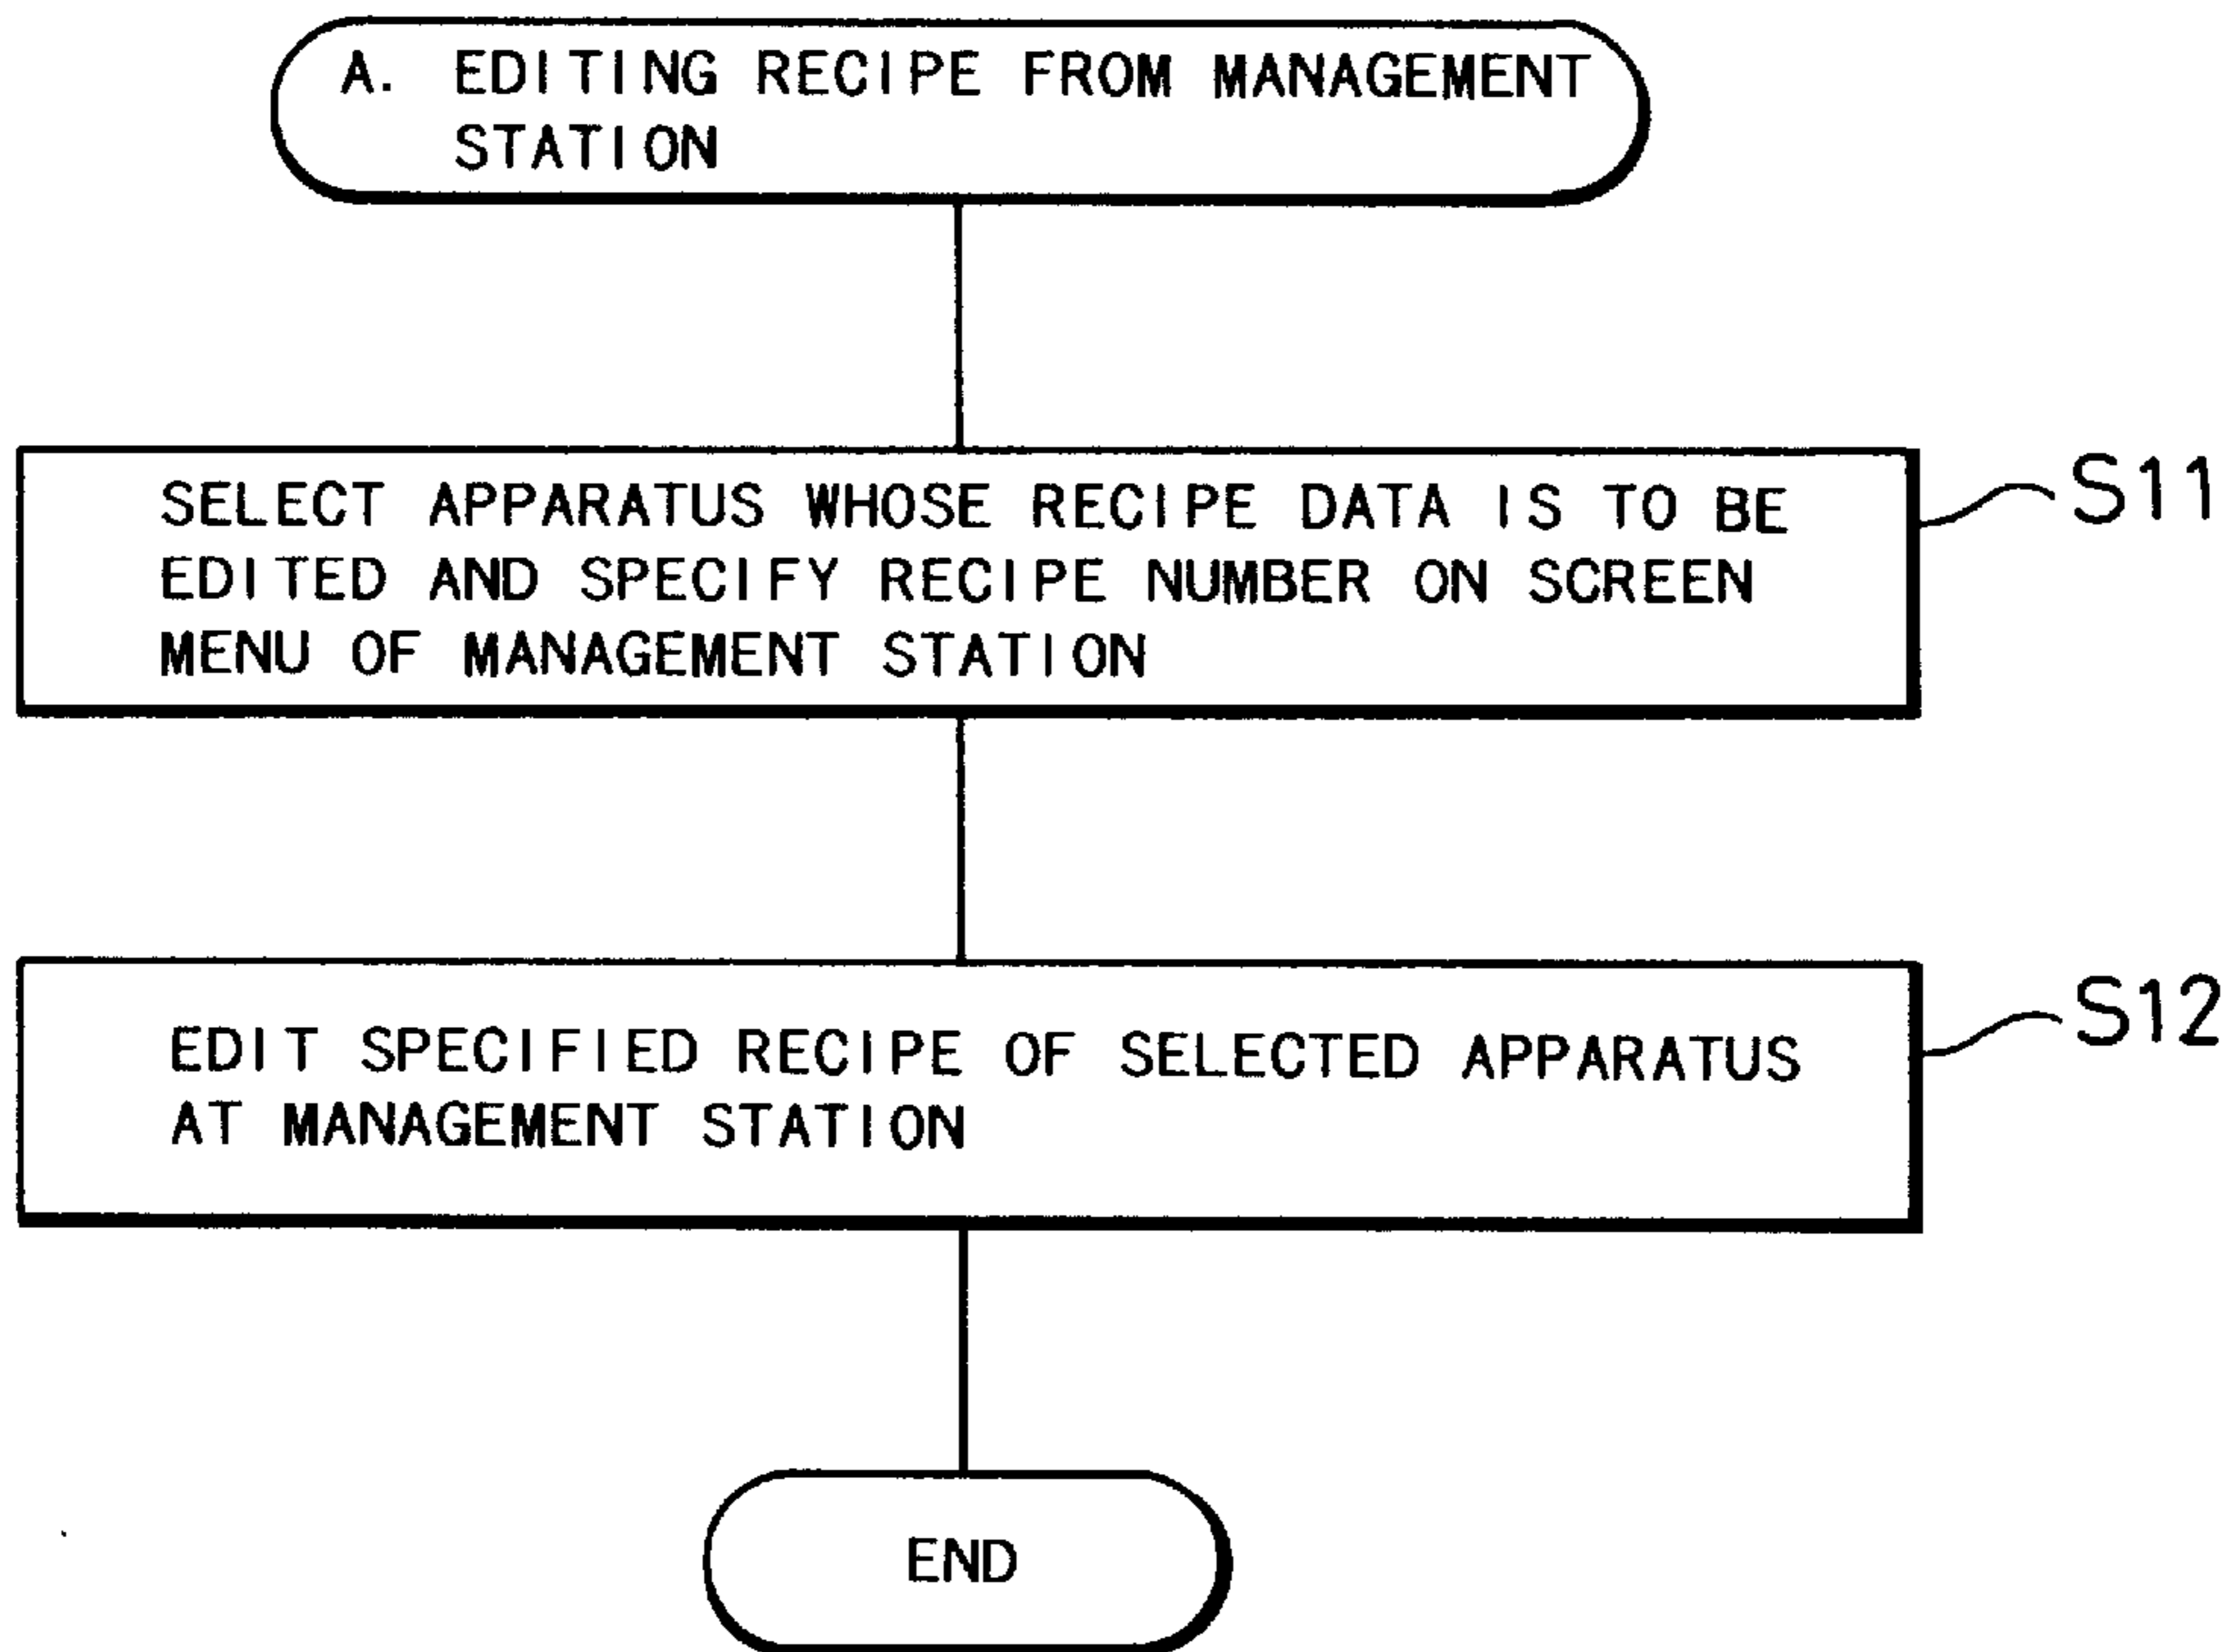 A. EDITING RECIPE FROM MANAGEMENT
STATION
SELECT APPARATUS WHOSE RECIPE DATA IS TO BE
EDITED AND SPECIFY RECIPE NUMBER ON SCREEN
MENU OF MANAGEMENT STATION
S11
EDIT SPECIFIED RECIPE OF SELECTED APPARATUS
AT MANAGEMENT STATION
S12
END